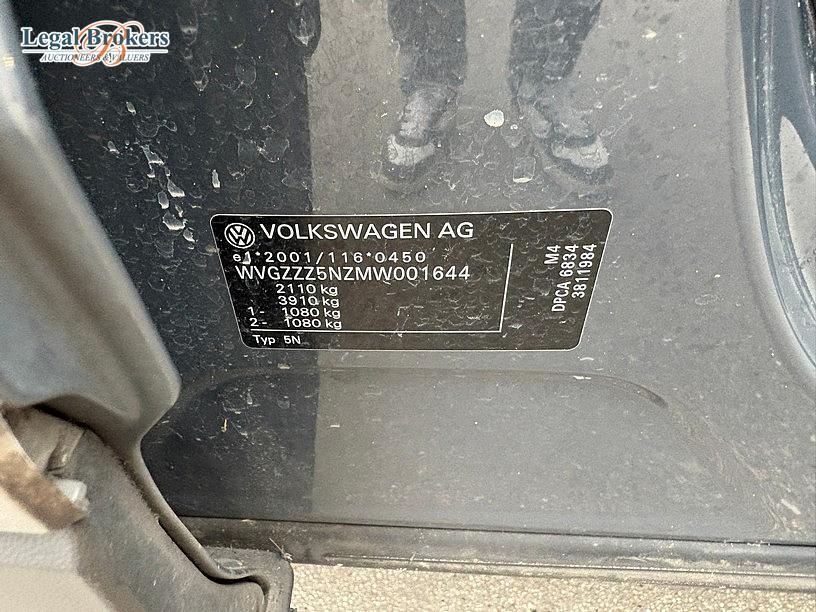 Legal Brokers
AUCTIONEERS & VALUERS
VOLKSWAGEN AG
e1*2001/116*0450
WVGZZZ5NZMW001644
2110 kg
3910 kg
1- 1080 kg
2- 1080 kg
Typ 5N
M4
DPCA 6834
3811984